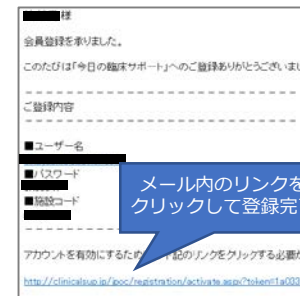 様
会員登録を承りました。
このたびは「今日の臨床サポート」へのご登録ありがとうございまし
ご登録内容
■ユーザー名
■パスワード
■施設コード
メール内のリンクを
クリックして登録完
アカウントを有効にするため 下記のリンクをクリックする必要が
http://clinicalsup.jp/jpoc/registration/activate.aspx?token=1a033